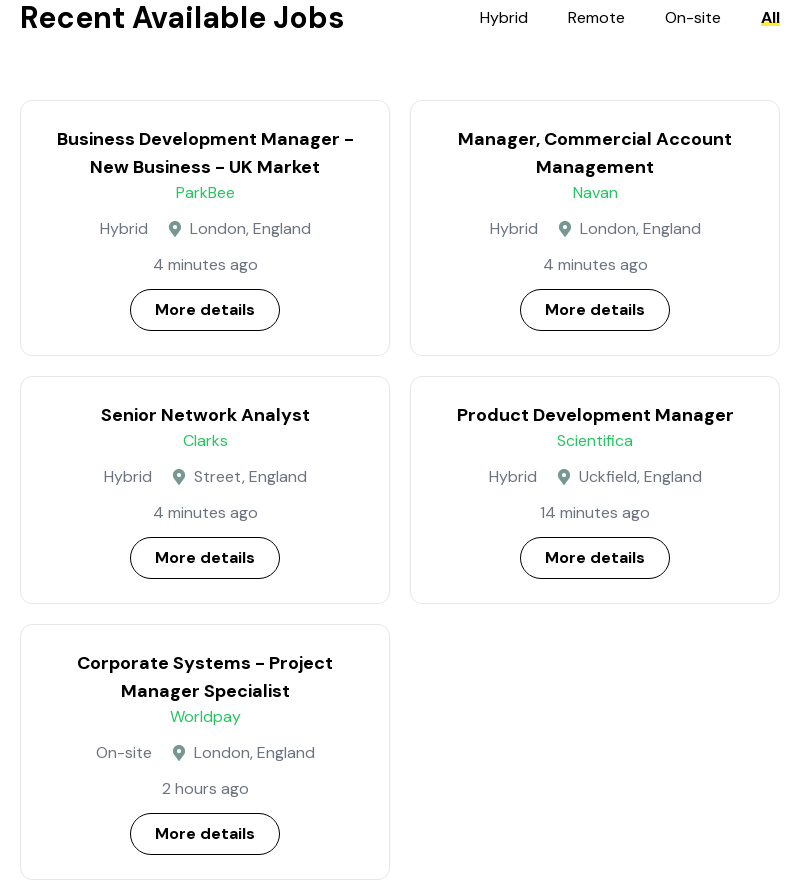 Recent Available Jobs
Hybrid Remote On-site All
Business Development Manager –
New Business – UK Market
ParkBee
Hybrid London, England
4 minutes ago
More details
Manager, Commercial Account
Management
Navan
Hybrid London, England
4 minutes ago
More details
Senior Network Analyst
Clarks
Hybrid Street, England
4 minutes ago
More details
Product Development Manager
Scientifica
Hybrid Uckfield, England
14 minutes ago
More details
Corporate Systems – Project
Manager Specialist
Worldpay
On-site London, England
2 hours ago
More details